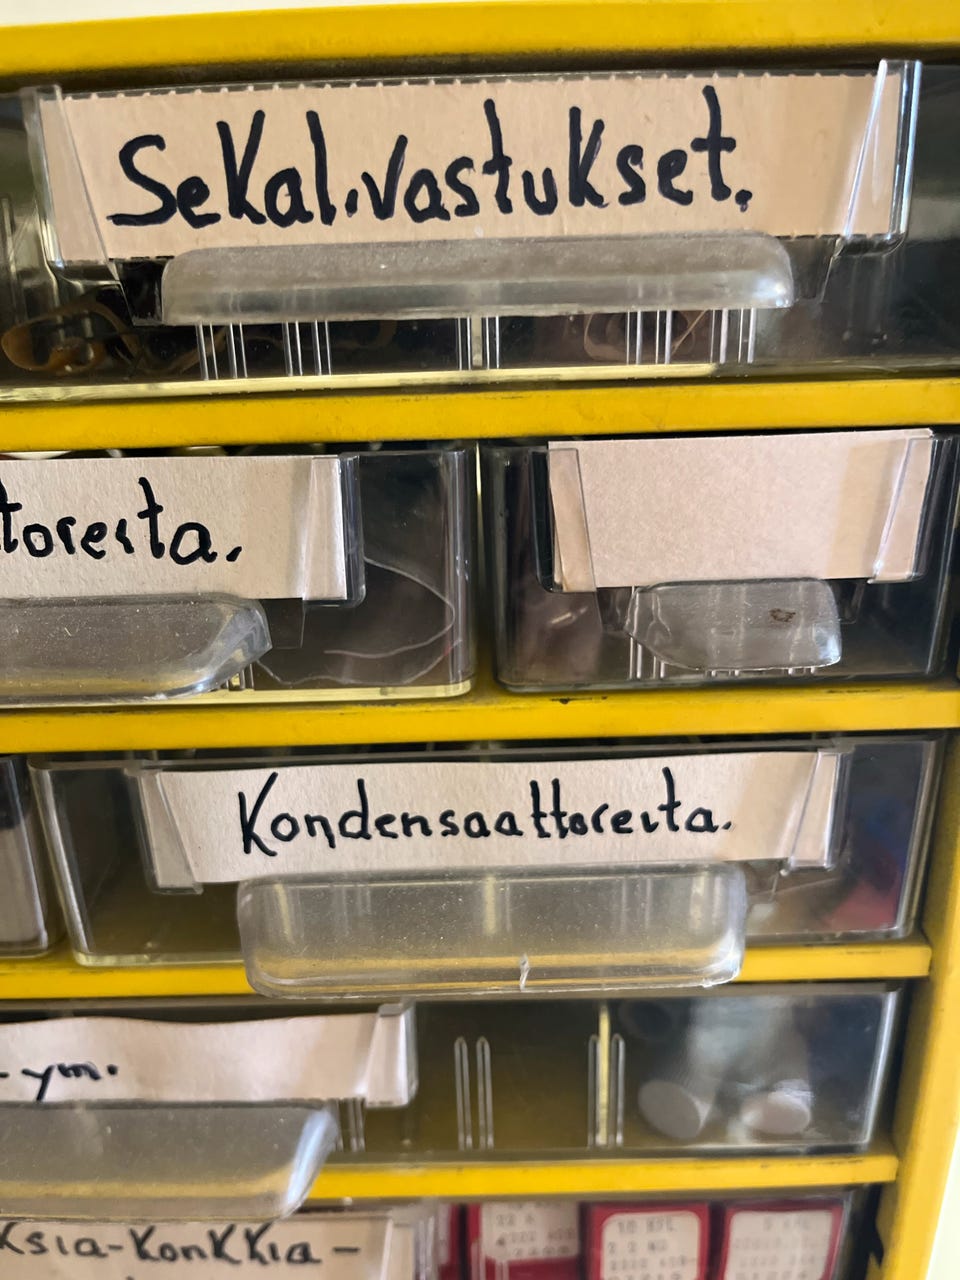 Sekal.vastukset.
toreita.
Kondensaattoreita.
- ym.
ksia-KonKKia-